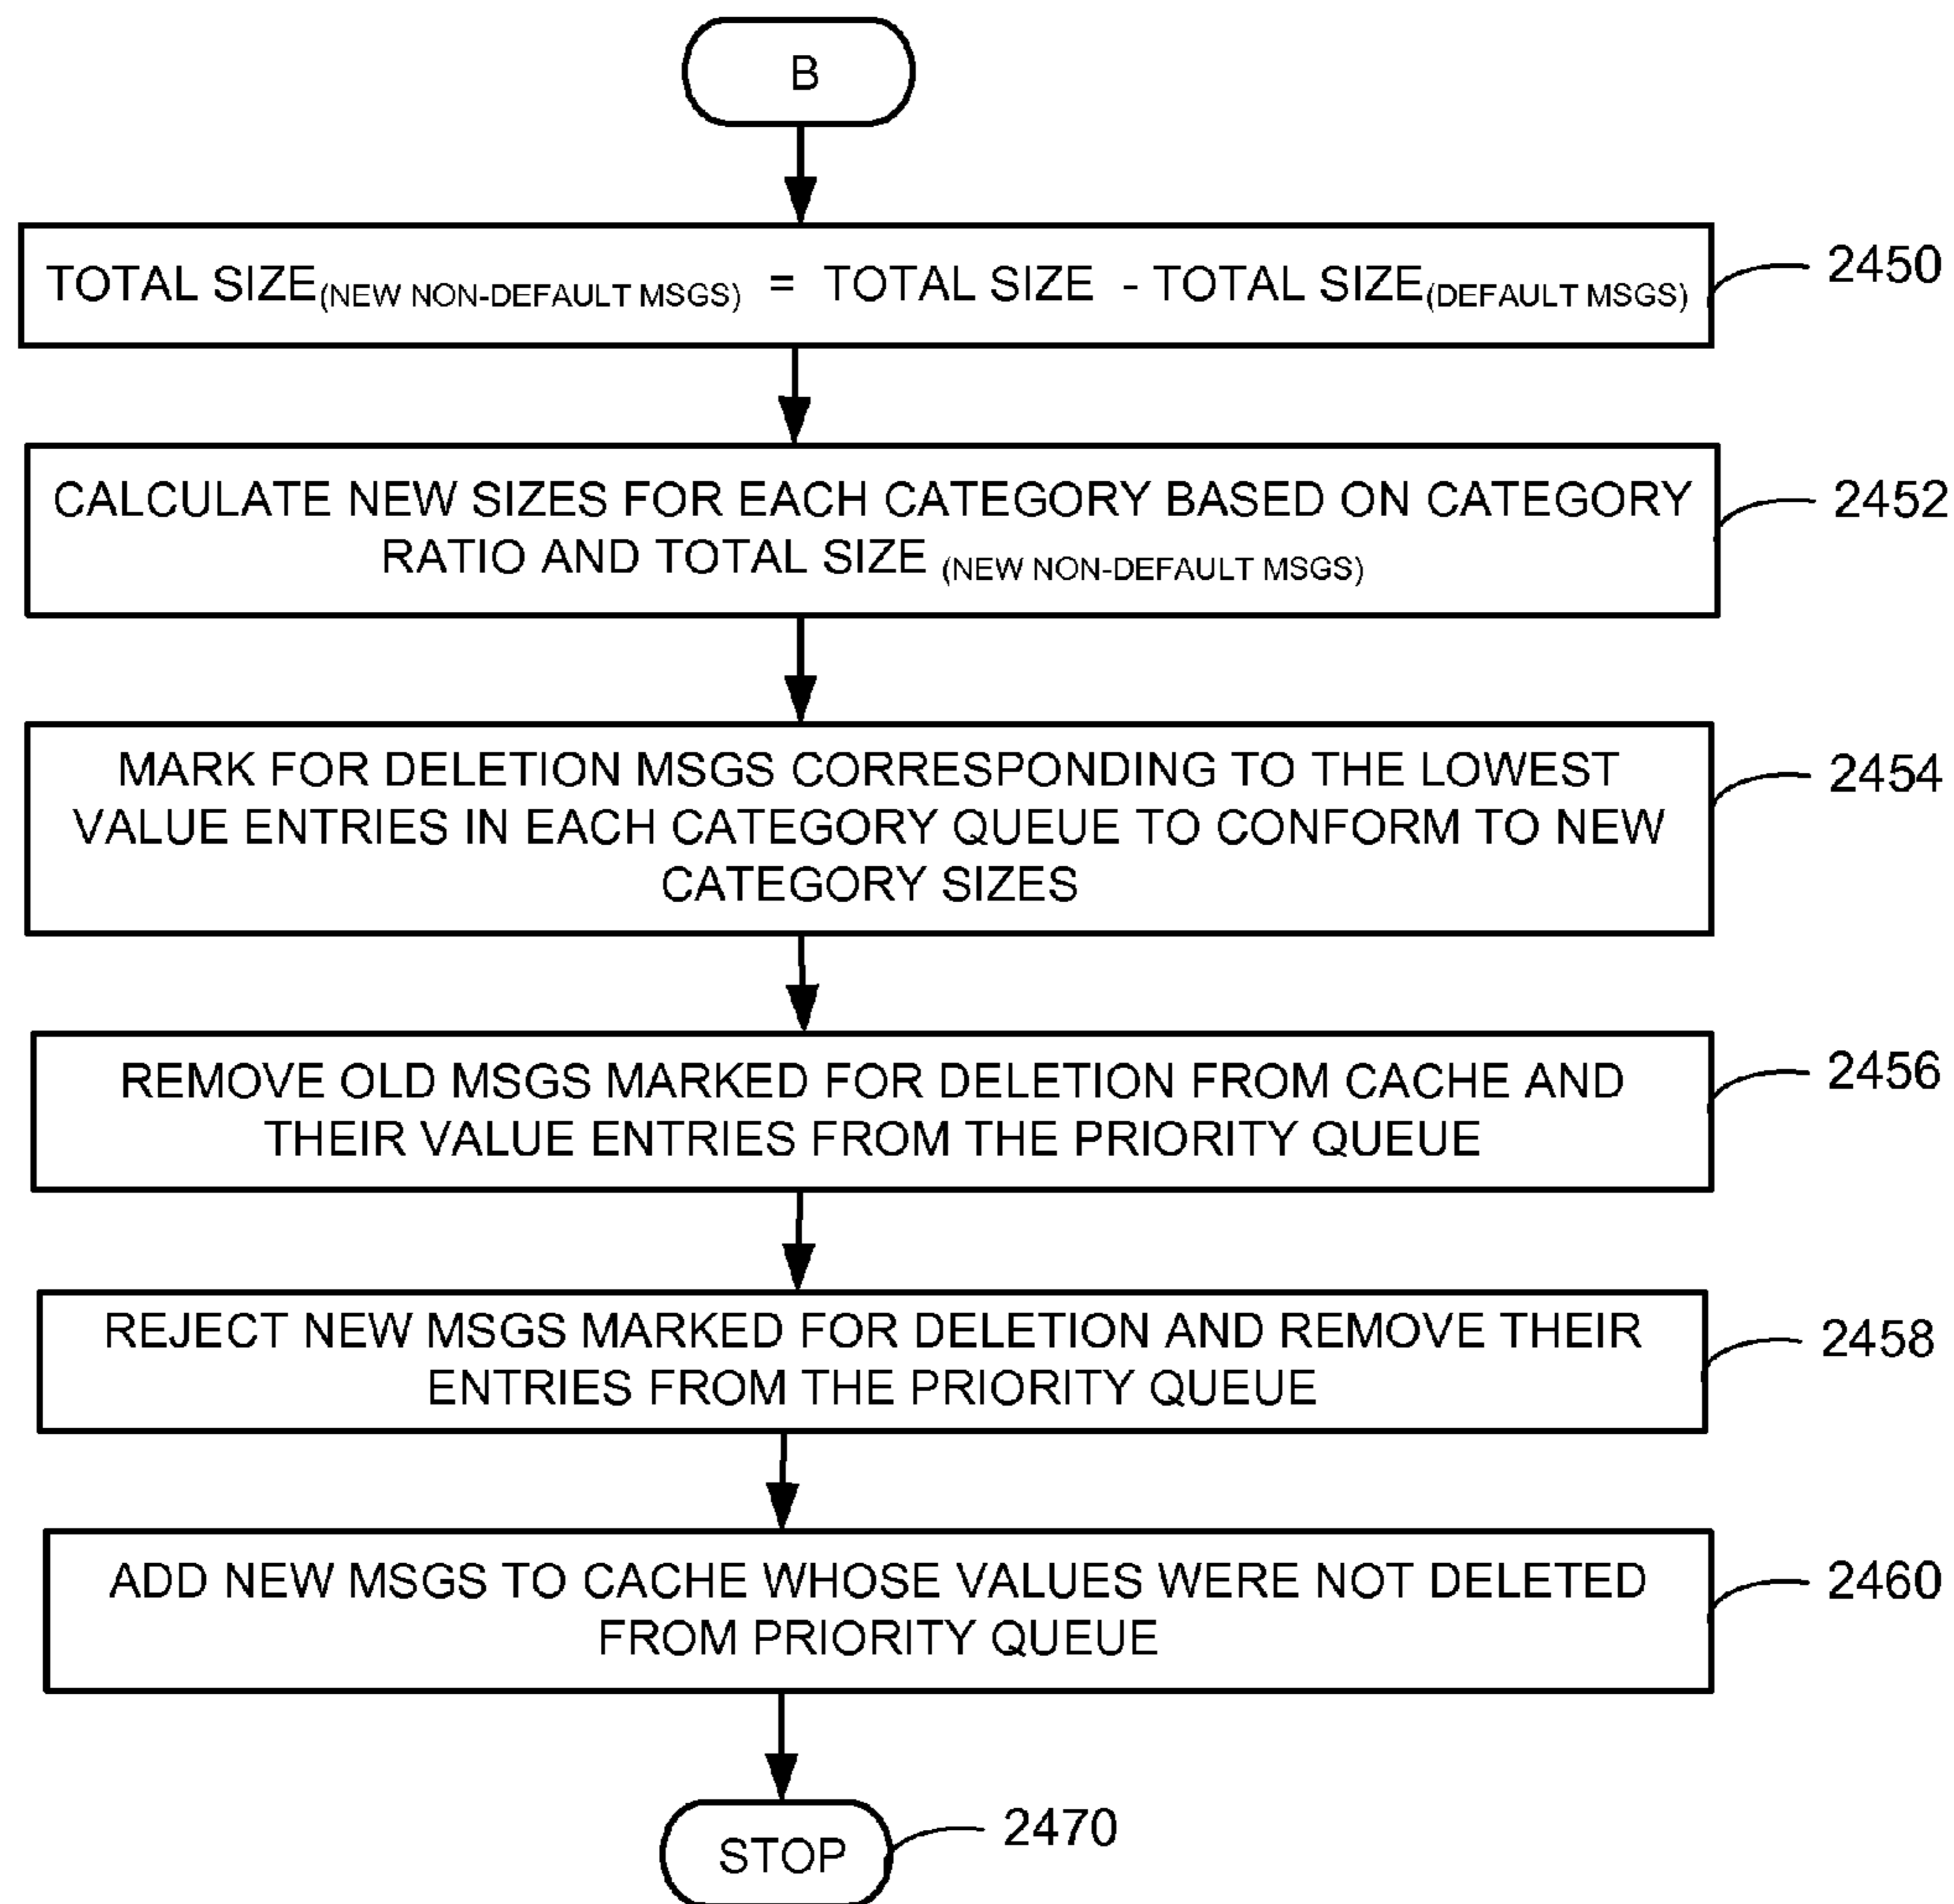 B
TOTAL SIZE(NEW NON-DEFAULT MSGS) = TOTAL SIZE - TOTAL SIZE(DEFAULT MSGS)
2450
CALCULATE NEW SIZES FOR EACH CATEGORY BASED ON CATEGORY
RATIO AND TOTAL SIZE (NEW NON-DEFAULT MSGS)
2452
MARK FOR DELETION MSGS CORRESPONDING TO THE LOWEST
VALUE ENTRIES IN EACH CATEGORY QUEUE TO CONFORM TO NEW
CATEGORY SIZES
2454
REMOVE OLD MSGS MARKED FOR DELETION FROM CACHE AND
THEIR VALUE ENTRIES FROM THE PRIORITY QUEUE
2456
REJECT NEW MSGS MARKED FOR DELETION AND REMOVE THEIR
ENTRIES FROM THE PRIORITY QUEUE
2458
ADD NEW MSGS TO CACHE WHOSE VALUES WERE NOT DELETED
FROM PRIORITY QUEUE
2460
STOP
2470